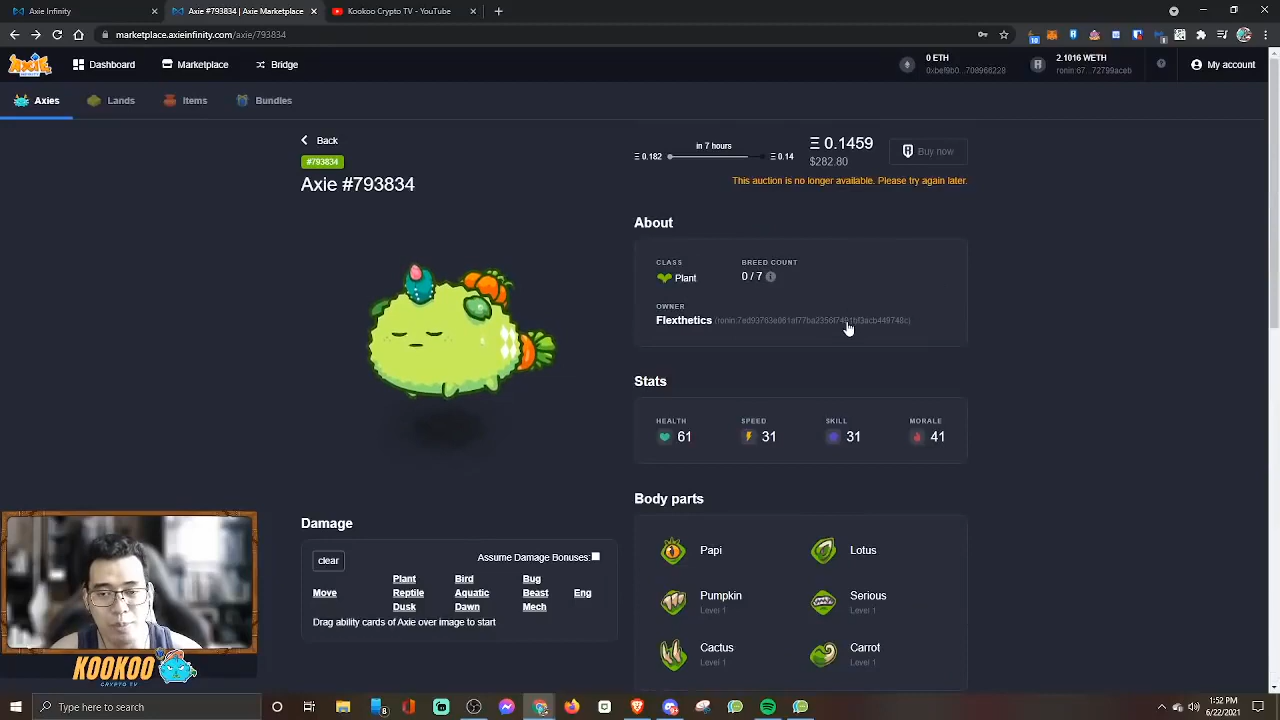 Axie Infinity
Axie #793834 | Axie Marketplace
Kookoo Crypto TV - YouTube
marketplace.axieinfinity.com/axie/793834
AXIE
INFINITY
Dashboard
Marketplace
Bridge
0 ETH
2.1016 WETH
ronin:67...72799aceb
My account
Axies
Lands
Items
Bundles
Back
#793834
Axie #793834
in 7 hours
Ξ 0.182
Ξ 0.14
Ξ 0.1459
$282.80
Buy now
This auction is no longer available. Please try again later.
About
CLASS
BREED COUNT
Plant
0 / 7
OWNER
Flexthetics
Stats
HEALTH
SPEED
SKILL
MORALE
61
31
31
41
Body parts
Papi
Lotus
Pumpkin
Level 1
Serious
Level 1
Cactus
Level 1
Carrot
Level 1
Damage
clear
Assume Damage Bonuses:
Move
Plant
Bird
Bug
Reptile
Aquatic
Beast
Eng
Dusk
Dawn
Mech
Drag ability cards of Axie over image to start
KOOKOO
CRYPTO TV
Type here to search
1:52 PM
6/22/2021